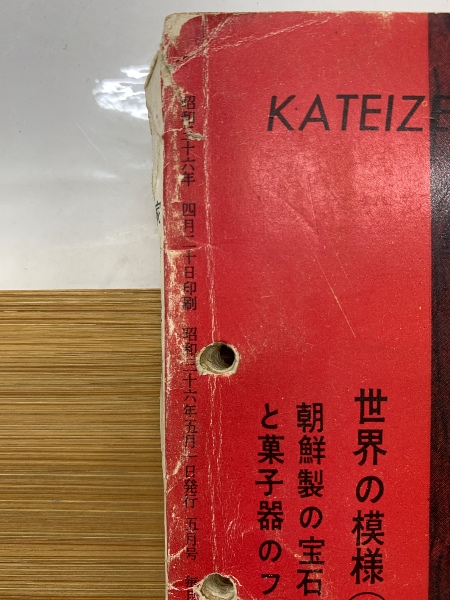 KATEIZE
世界の模様
朝鮮製の宝石
と菓子器のフ
昭和三十六年 四月二十日印刷 昭和三十六年五月一日発行 五月号